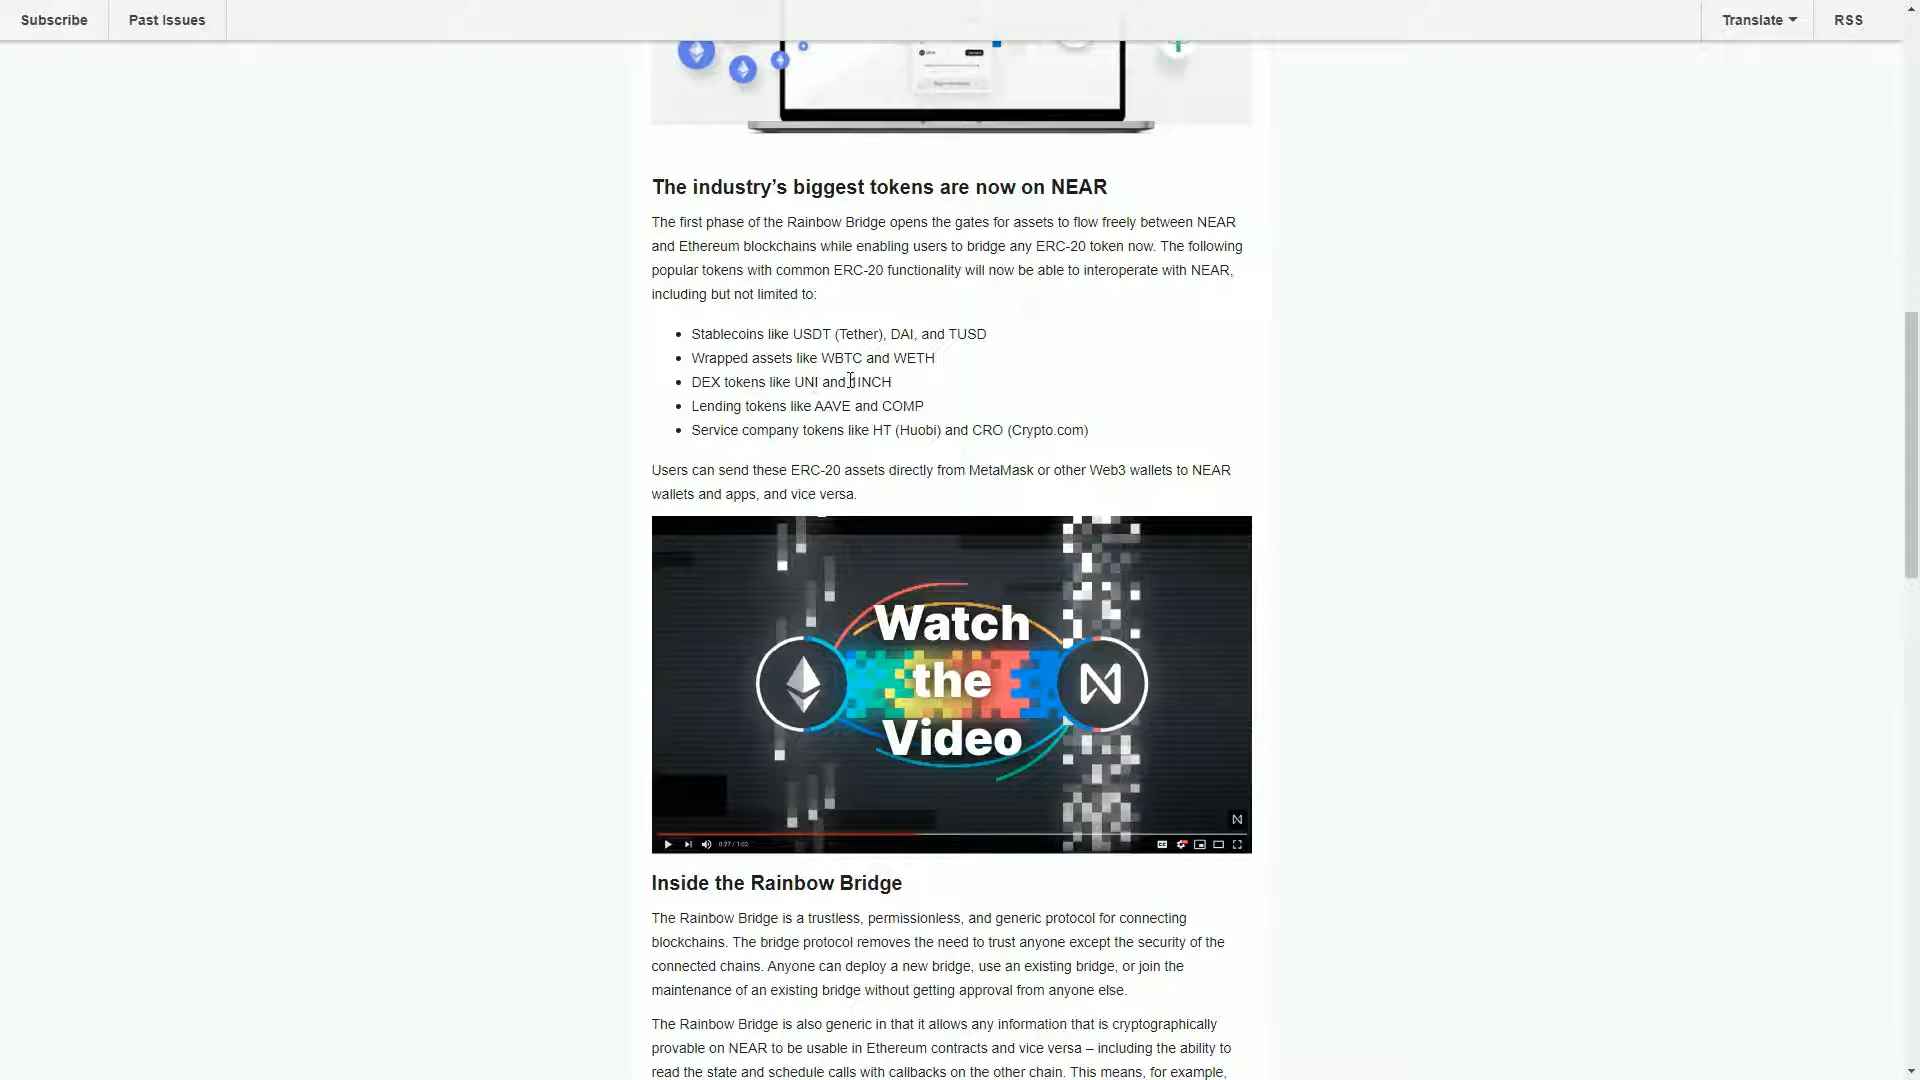 Subscribe
Past Issues
Translate
RSS
The industry’s biggest tokens are now on NEAR
The first phase of the Rainbow Bridge opens the gates for assets to flow freely between NEAR
and Ethereum blockchains while enabling users to bridge any ERC-20 token now. The following
popular tokens with common ERC-20 functionality will now be able to interoperate with NEAR,
including but not limited to:
• Stablecoins like USDT (Tether), DAI, and TUSD
• Wrapped assets like WBTC and WETH
• DEX tokens like UNI and 1INCH
• Lending tokens like AAVE and COMP
• Service company tokens like HT (Huobi) and CRO (Crypto.com)
Users can send these ERC-20 assets directly from MetaMask or other Web3 wallets to NEAR
wallets and apps, and vice versa.
Watch
the
Video
0:27 / 1:02
Inside the Rainbow Bridge
The Rainbow Bridge is a trustless, permissionless, and generic protocol for connecting
blockchains. The bridge protocol removes the need to trust anyone except the security of the
connected chains. Anyone can deploy a new bridge, use an existing bridge, or join the
maintenance of an existing bridge without getting approval from anyone else.
The Rainbow Bridge is also generic in that it allows any information that is cryptographically
provable on NEAR to be usable in Ethereum contracts and vice versa – including the ability to
read the state and schedule calls with callbacks on the other chain. This means, for example,